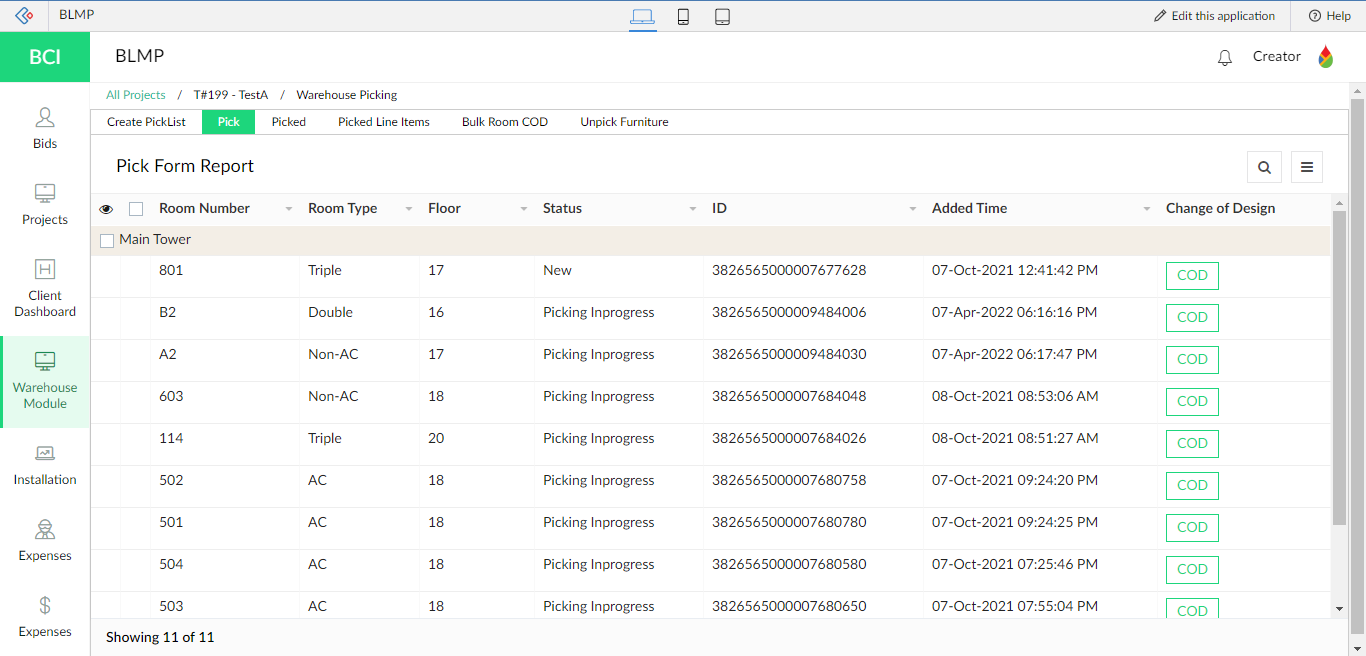 BLMP
Edit this application
Help
BCI
BLMP
Creator
All Projects / T#199 - TestA / Warehouse Picking
Create PickList Pick Picked Picked Line Items Bulk Room COD Unpick Furniture
Bids
Projects
Client
Dashboard
Warehouse
Module
Installation
Expenses
Expenses
Pick Form Report
Room Number Room Type Floor Status ID Added Time Change of Design
Main Tower
801 Triple 17 New 3826565000007677628 07-Oct-2021 12:41:42 PM COD
B2 Double 16 Picking Inprogress 3826565000009484006 07-Apr-2022 06:16:16 PM COD
A2 Non-AC 17 Picking Inprogress 3826565000009484030 07-Apr-2022 06:17:47 PM COD
603 Non-AC 18 Picking Inprogress 3826565000007684048 08-Oct-2021 08:53:06 AM COD
114 Triple 20 Picking Inprogress 3826565000007684026 08-Oct-2021 08:51:27 AM COD
502 AC 18 Picking Inprogress 3826565000007680758 07-Oct-2021 09:24:20 PM COD
501 AC 18 Picking Inprogress 3826565000007680780 07-Oct-2021 09:24:25 PM COD
504 AC 18 Picking Inprogress 3826565000007680580 07-Oct-2021 07:25:46 PM COD
503 AC 18 Picking Inprogress 3826565000007680650 07-Oct-2021 07:55:04 PM COD
Showing 11 of 11